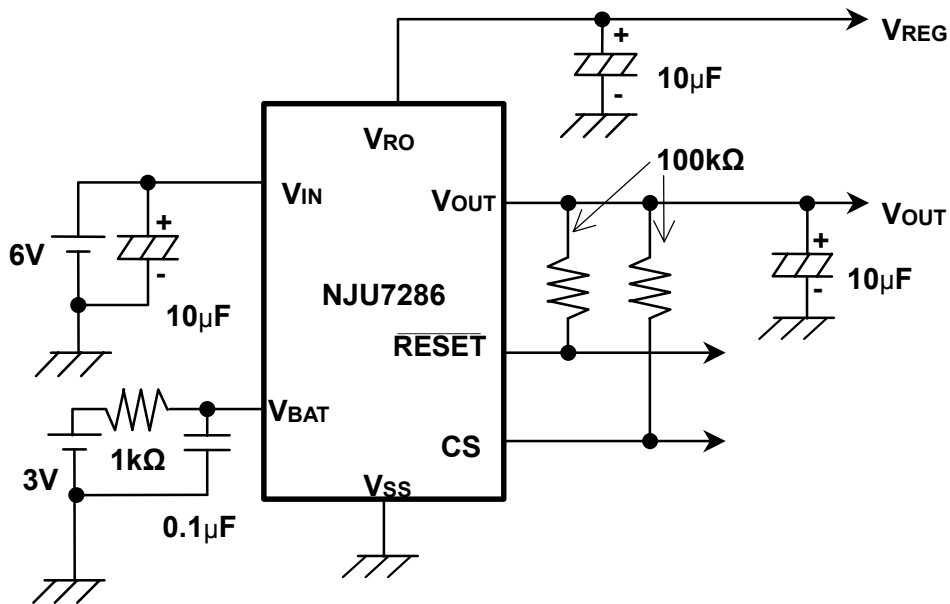 VREG
+
10µF
-
VRO
100kΩ
VIN
VOUT
VOUT
+
6V
-
10µF
+
10µF
-
NJU7286
RESET
VBAT
1kΩ
CS
3V
VSS
0.1µF